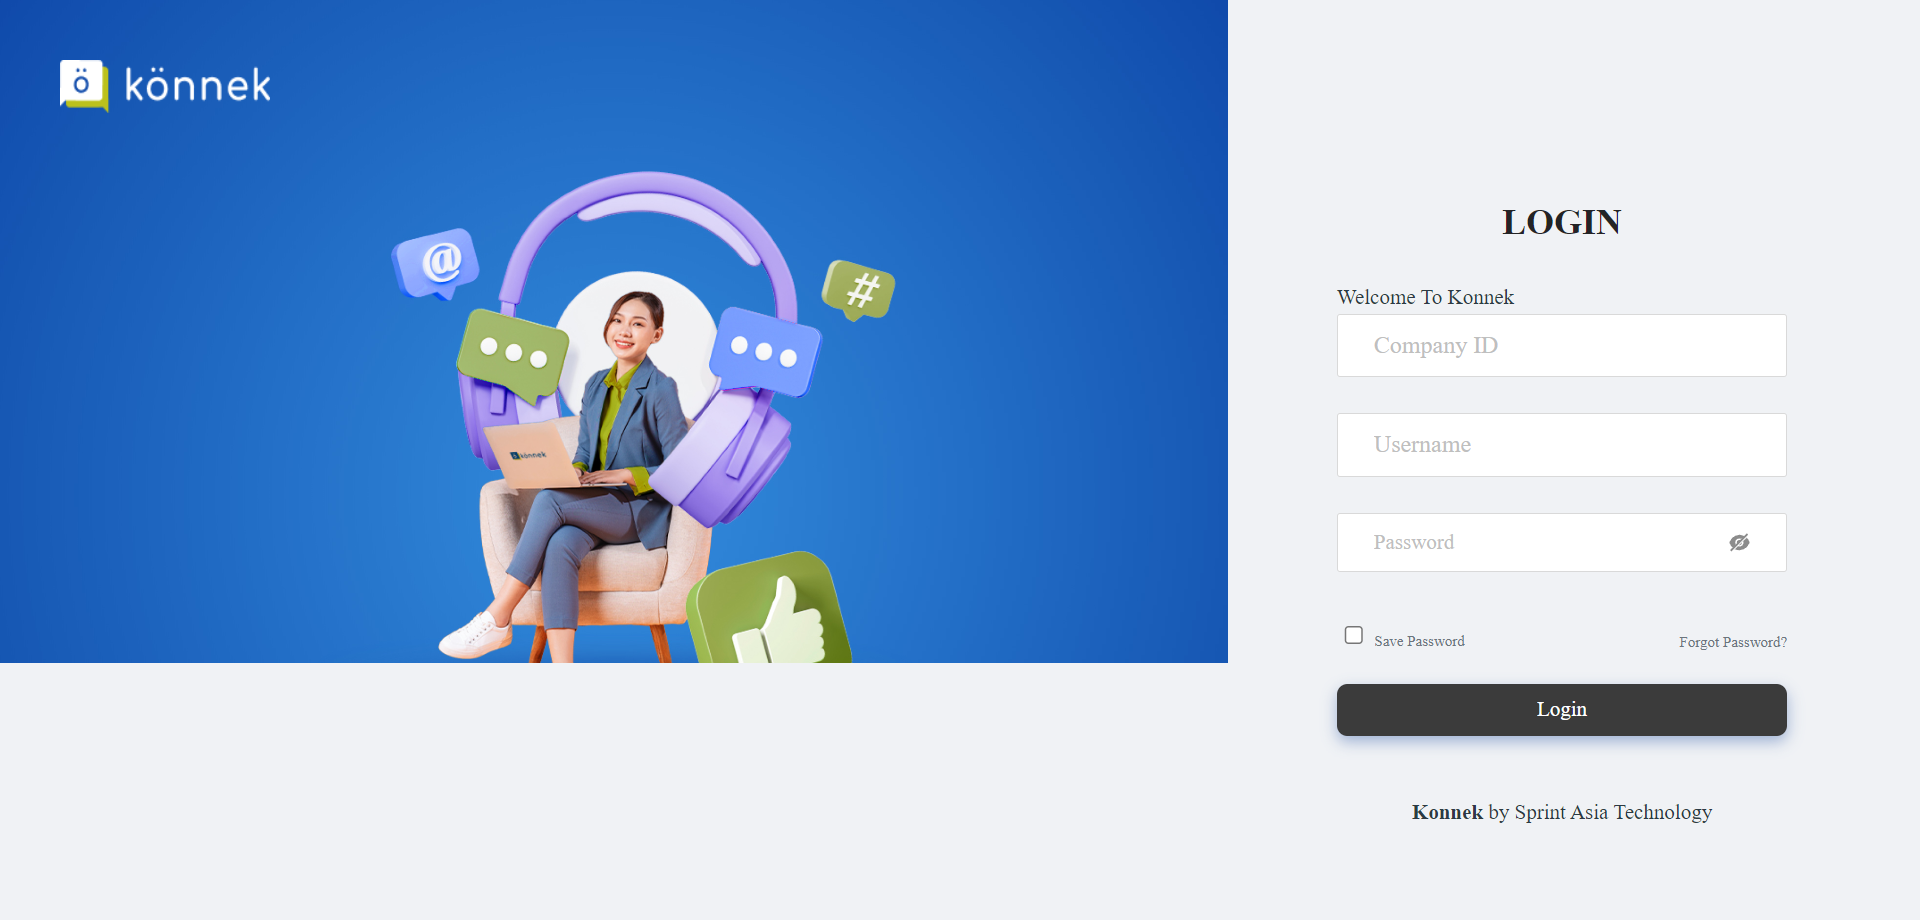 ö könnek
@
#
ö könnek
LOGIN
Welcome To Konnek
Company ID
Username
Password
Save Password
Forgot Password?
Login
Konnek by Sprint Asia Technology